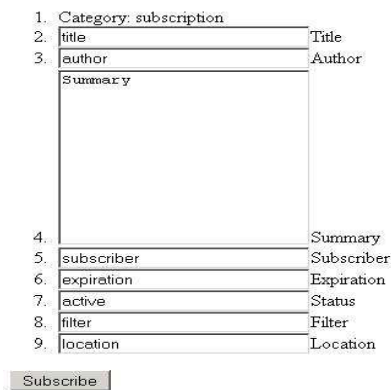 1. Category: subscription
2. title Title
3. author Author
Summary
4. Summary
5. subscriber Subscriber
6. expiration Expiration
7. active Status
8. filter Filter
9. location Location
Subscribe